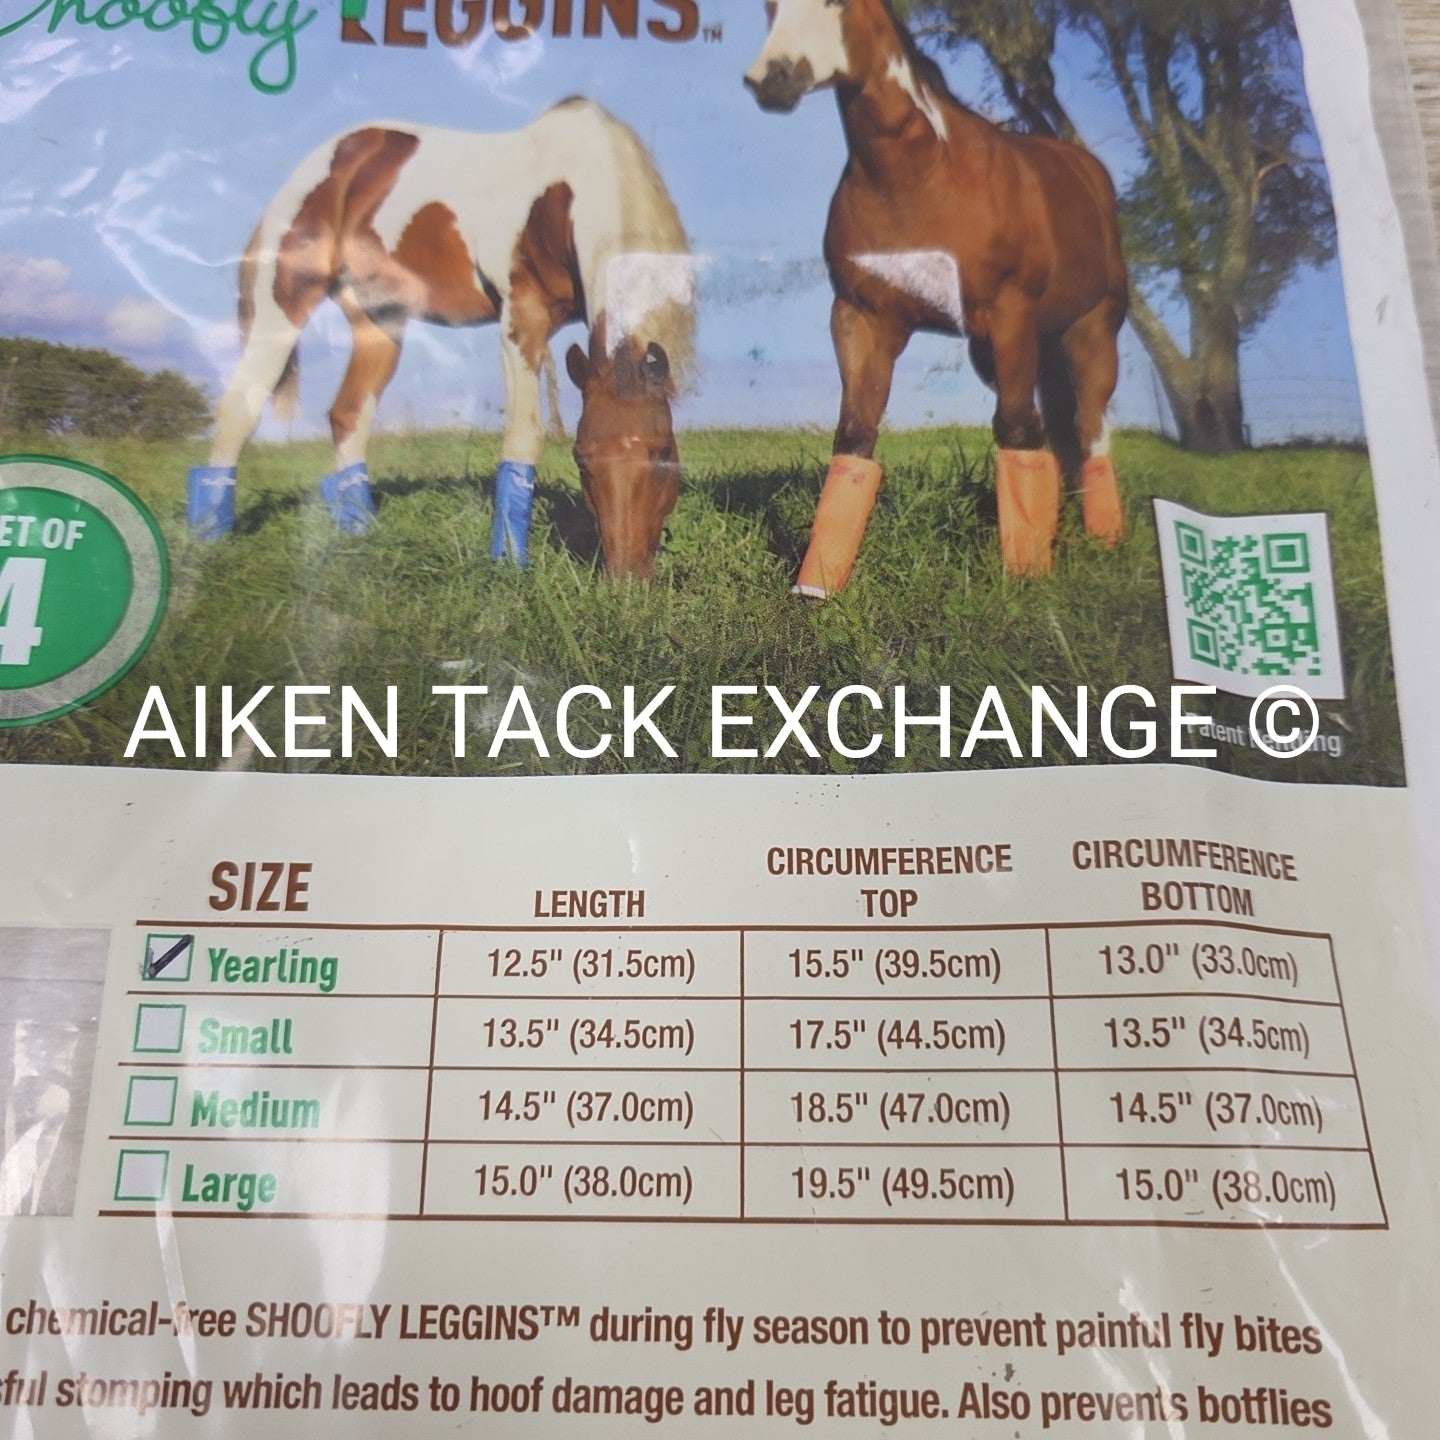 Shoofly LEGGINS™
SET OF
4
Patent Pending
AIKEN TACK EXCHANGE ©
SIZE LENGTH CIRCUMFERENCE TOP CIRCUMFERENCE BOTTOM
Yearling 12.5" (31.5cm) 15.5" (39.5cm) 13.0" (33.0cm)
Small 13.5" (34.5cm) 17.5" (44.5cm) 13.5" (34.5cm)
Medium 14.5" (37.0cm) 18.5" (47.0cm) 14.5" (37.0cm)
Large 15.0" (38.0cm) 19.5" (49.5cm) 15.0" (38.0cm)
chemical-free SHOOFLY LEGGINS™ during fly season to prevent painful fly bites
stomping which leads to hoof damage and leg fatigue. Also prevents botflies